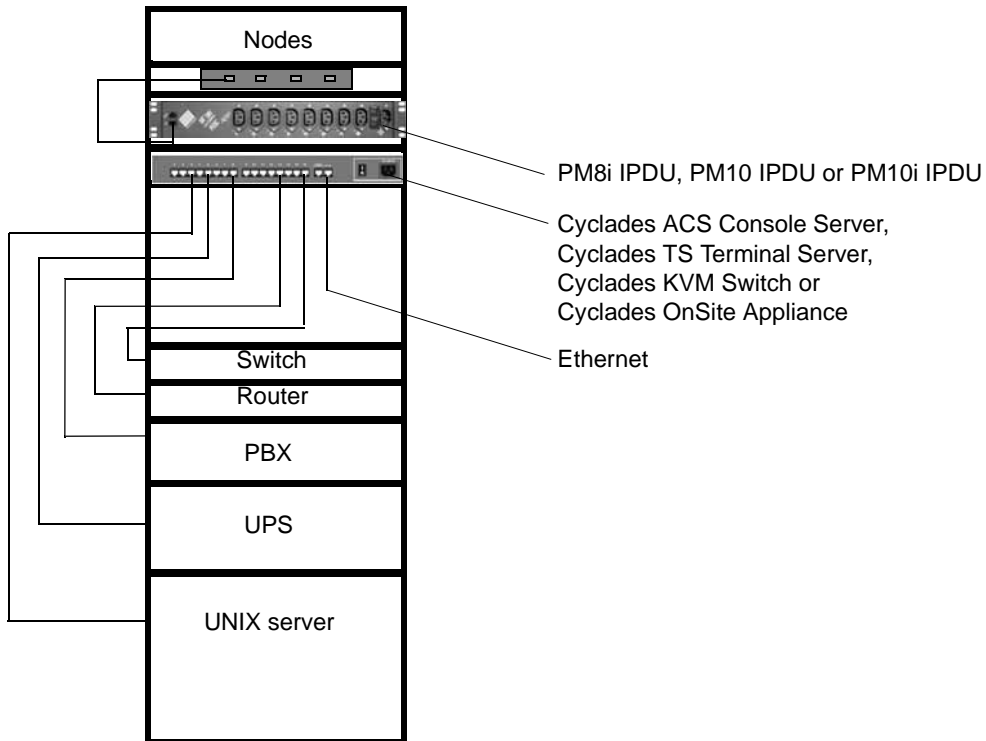 Nodes
PM8i IPDU, PM10 IPDU or PM10i IPDU
Cyclades ACS Console Server,
Cyclades TS Terminal Server,
Cyclades KVM Switch or
Cyclades OnSite Appliance
Ethernet
Switch
Router
PBX
UPS
UNIX server